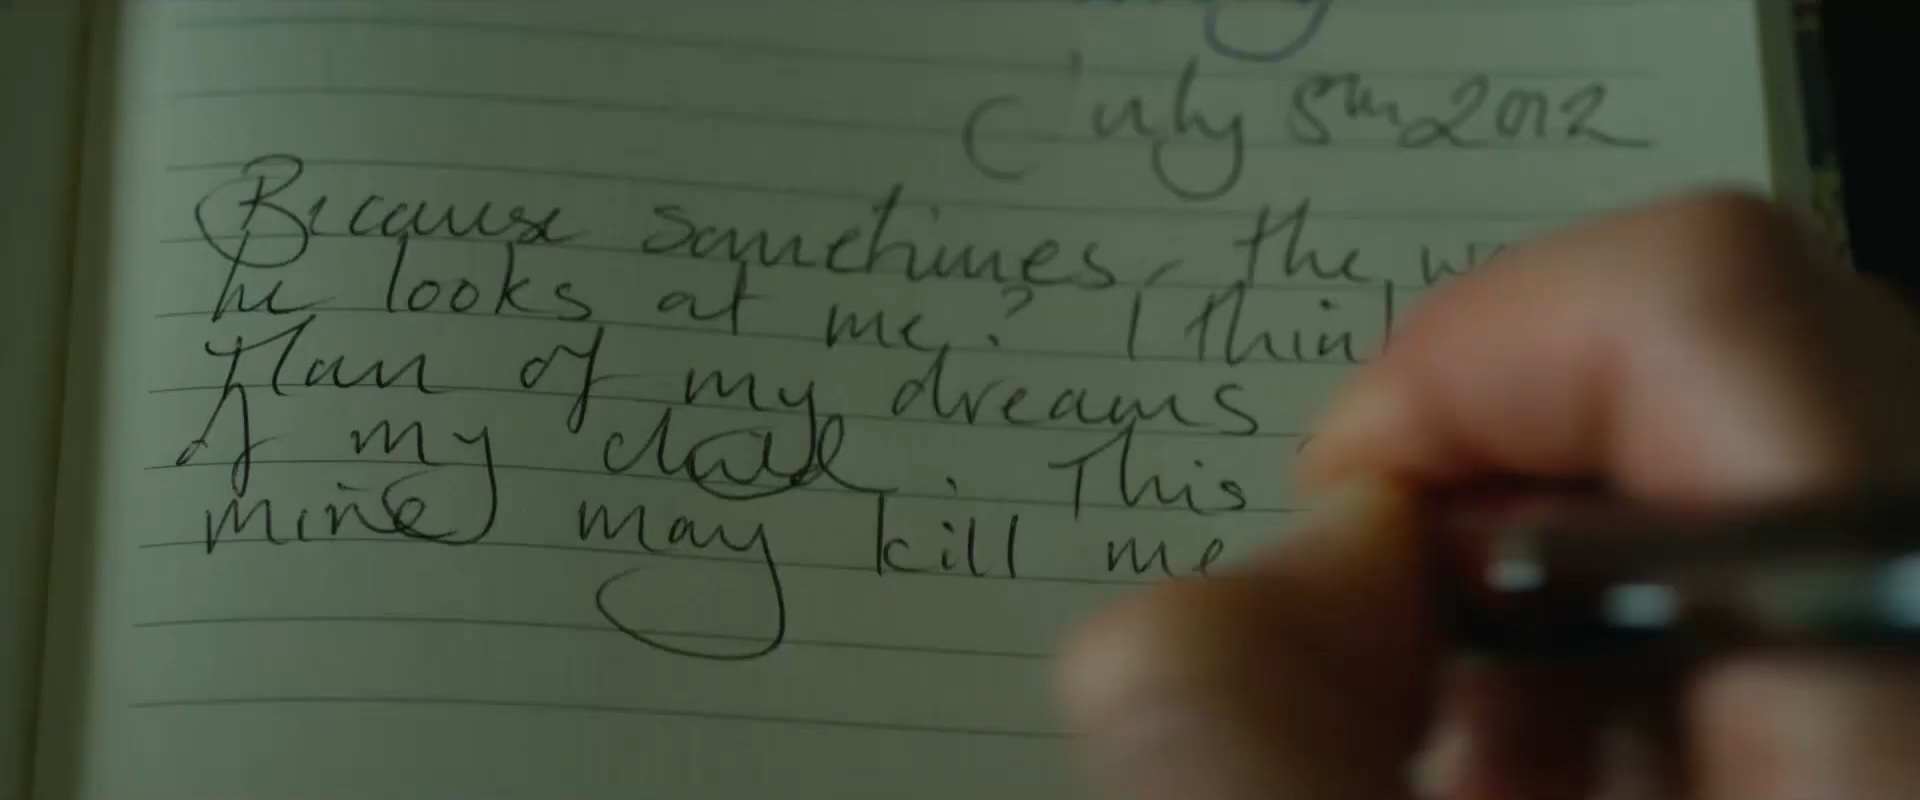 July 5th 2012
Because sometimes, the
he looks at me? I
Man of my dreams
of my . This
mine may kill me